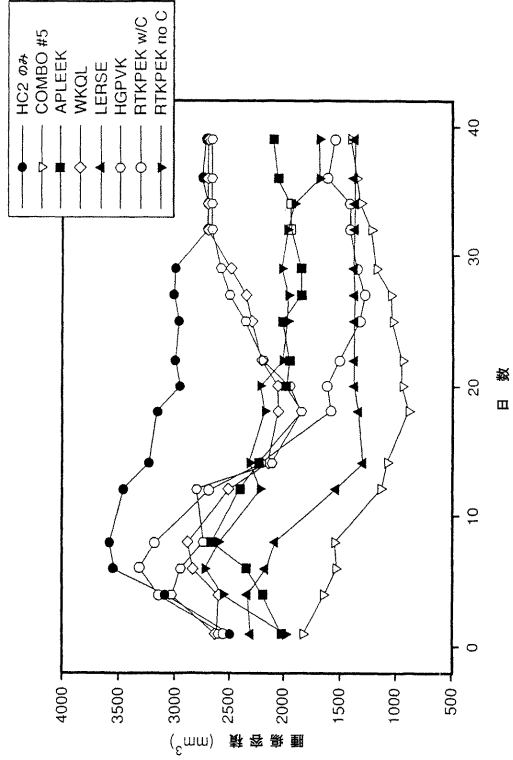 HC2 のみ
COMBO #5
APLEEK
WKQL
LERSE
HGPVK
RTKPEK w/C
RTKPEK no C
4000
3500
3000
2500
2000
1500
1000
500
腫瘍容積 (mm³)
0
10
20
30
40
日 数